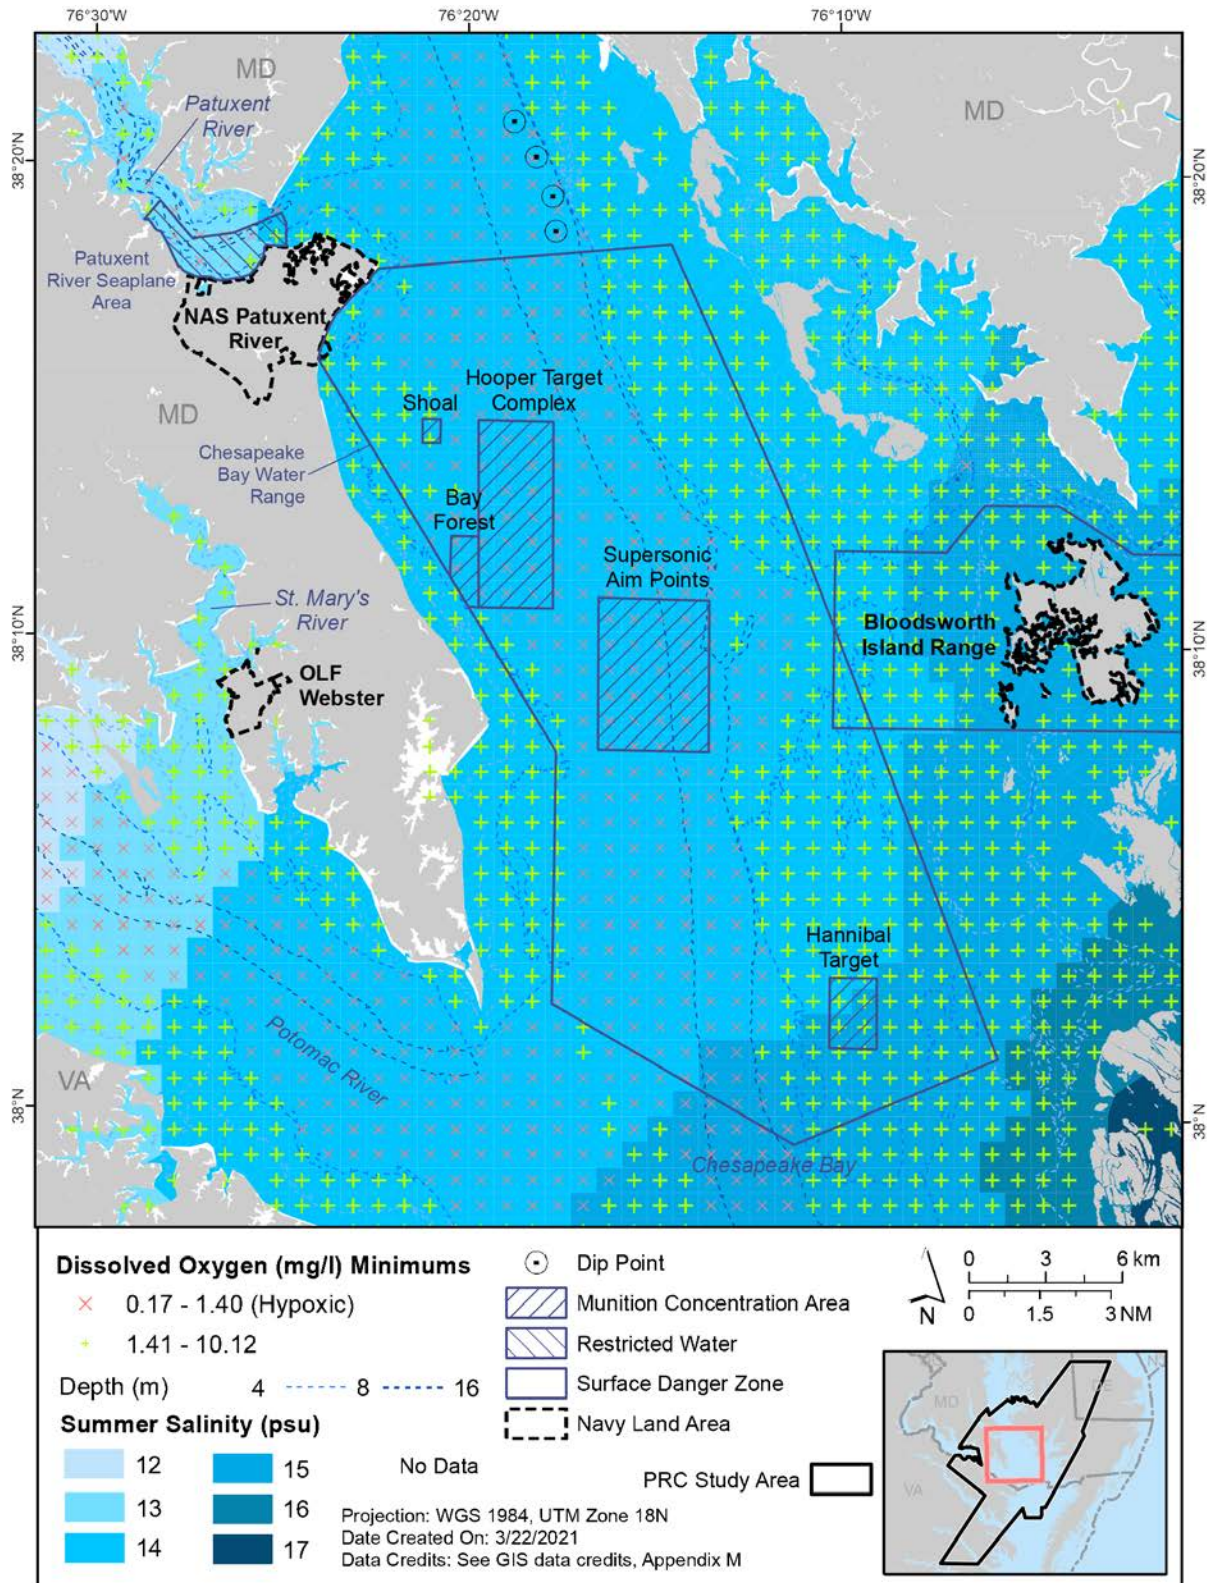 76°30'W
76°20'W
76°10'W
MD
Patuxent
River
MD
38°20'N
38°20'N
Patuxent
River Seaplane
Area
NAS Patuxent
River
MD
Shoal
Hooper Target
Complex
Chesapeake
Bay Water
Range
Bay
Forest
Supersonic
Aim Points
St. Mary's
River
38°10'N
38°10'N
Bloodsworth
Island Range
OLF
Webster
Hannibal
Target
Potomac River
VA
38°N
38°N
Chesapeake Bay
Dissolved Oxygen (mg/l) Minimums
0.17 - 1.40 (Hypoxic)
1.41 - 10.12
Depth (m) 4 8 16
Summer Salinity (psu)
12
13
14
15
16
17
No Data
Dip Point
Munition Concentration Area
Restricted Water
Surface Danger Zone
Navy Land Area
PRC Study Area
Projection: WGS 1984, UTM Zone 18N
Date Created On: 3/22/2021
Data Credits: See GIS data credits, Appendix M
N
0 3 6 km
0 1.5 3 NM
MD
DE
NJ
VA